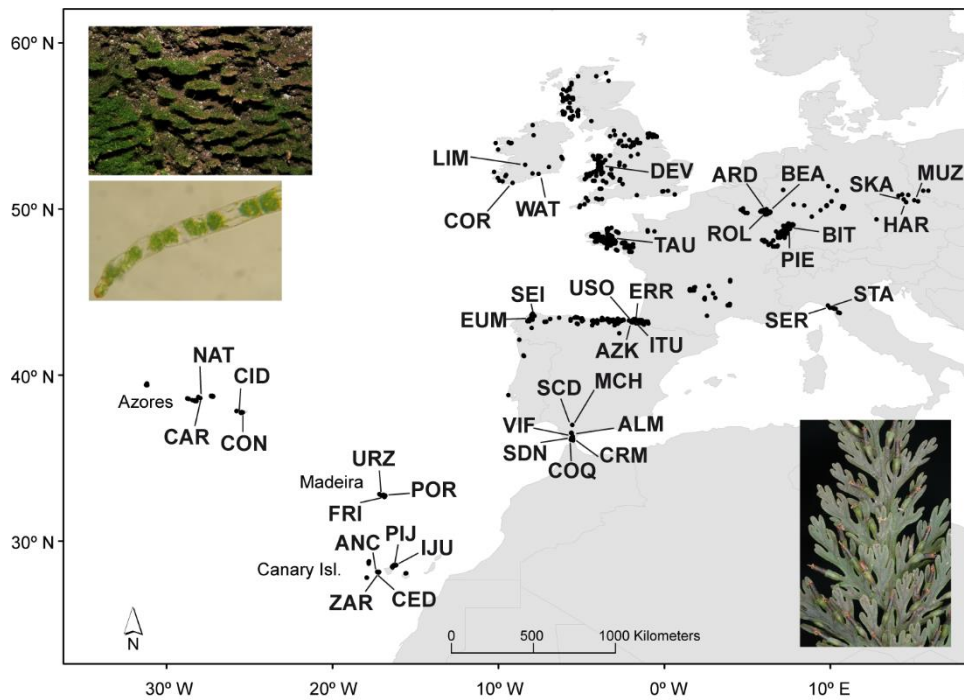 60º N
50º N
40º N
30º N
LIM
COR
WAT
DEV
TAU
ARD
BEA
ROL
BIT
PIE
SKA
MUZ
HAR
SEI
EUM
USO
ERR
AZK
ITU
SER
STA
NAT
CID
Azores
CAR
CON
SCD
MCH
VIF
ALM
SDN
CRM
COQ
URZ
Madeira
POR
FRI
ANC
PIJ
IJU
Canary Isl.
ZAR
CED
N
0
500
1000 Kilometers
30º W
20º W
10º W
0º W
10º E